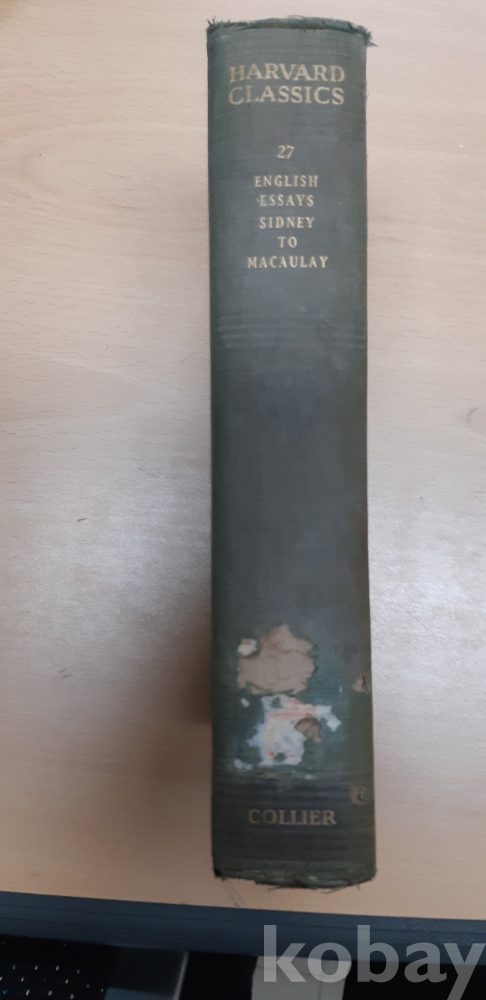 HARVARD
CLASSICS
27
ENGLISH
ESSAYS
SIDNEY
TO
MACAULAY
COLLIER
kobay